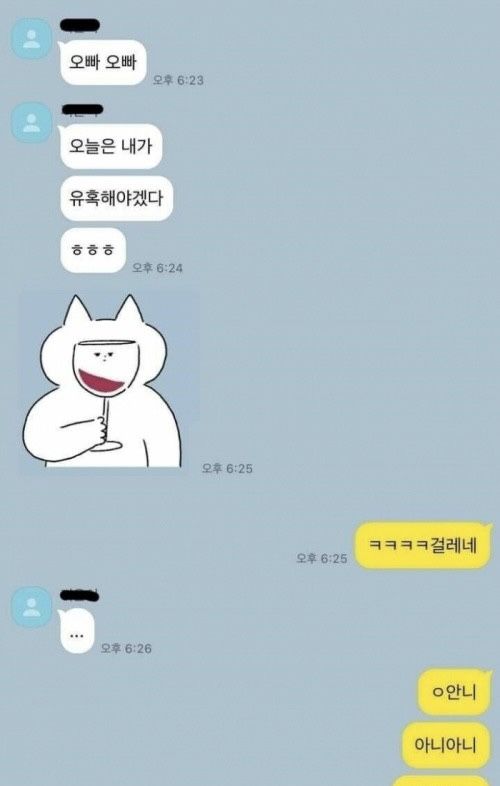 오빠 오빠
오후 6:23
오늘은 내가
유혹해야겠다
ㅎㅎㅎ
오후 6:24
오후 6:25
ㅋㅋㅋㅋ걸레네
오후 6:25
...
오후 6:26
ㅇ안니
아니아니